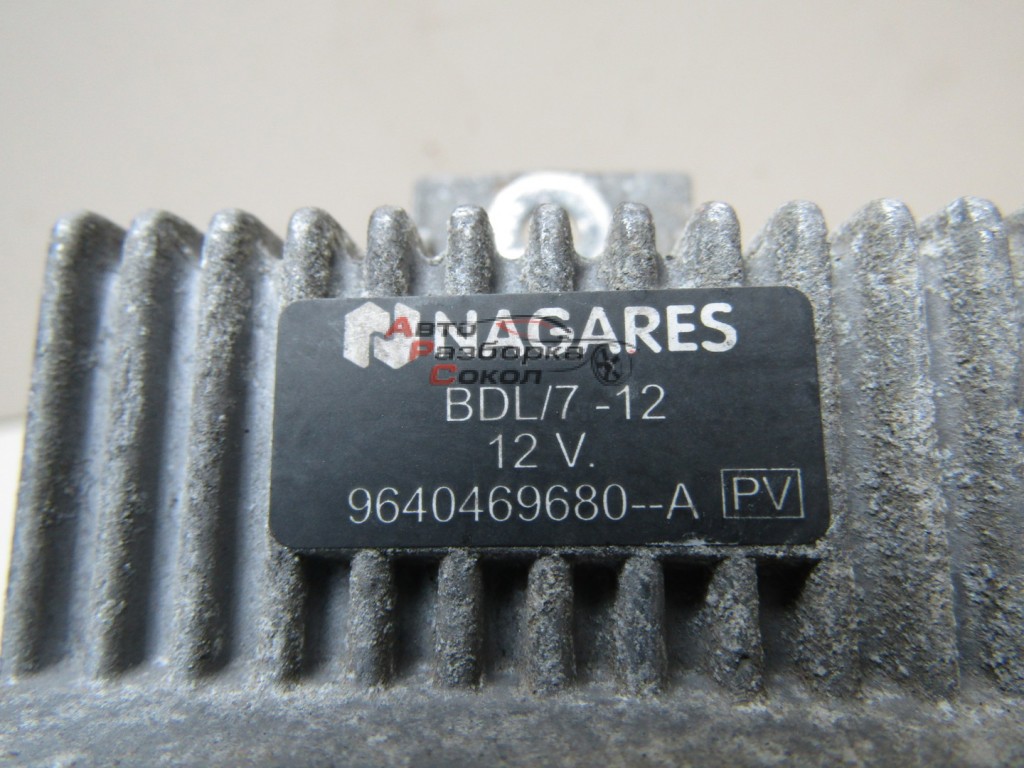 NAGARES
Авто
Разборка
Сокол
BDL/7 -12
12 V.
9640469680--A PV